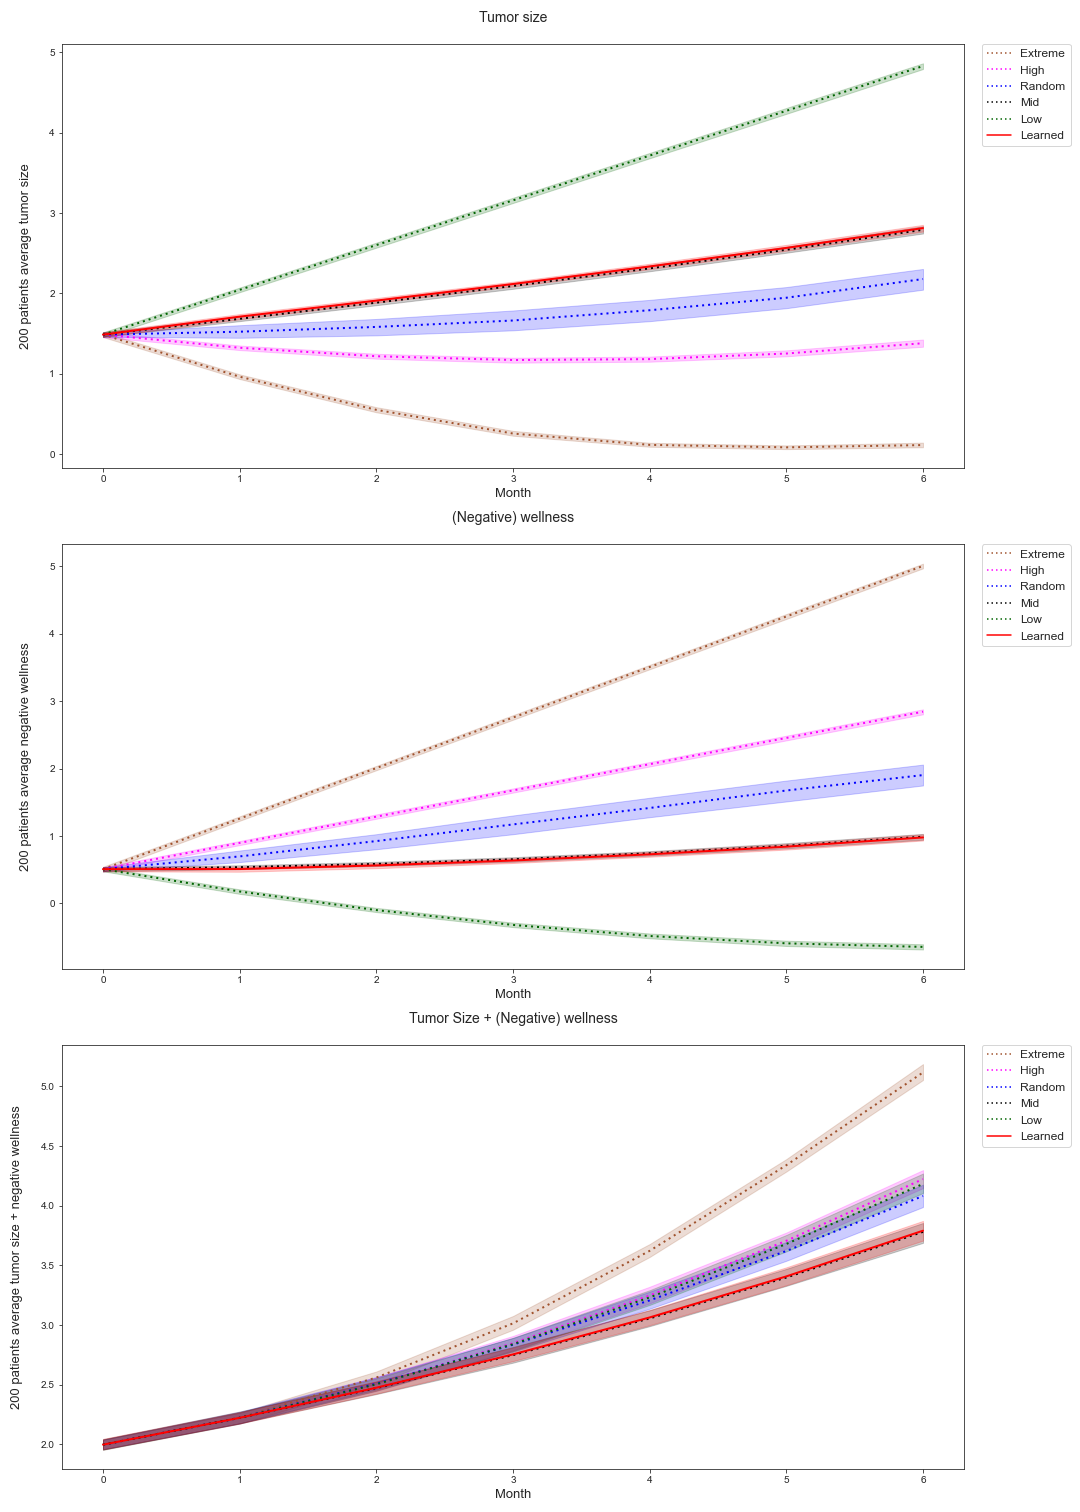 Tumor size
200 patients average tumor size
5
4
3
2
1
0
0 1 2 3 4 5 6
Month
Extreme
High
Random
Mid
Low
Learned
(Negative) wellness
200 patients average negative wellness
5
4
3
2
1
0
0 1 2 3 4 5 6
Month
Extreme
High
Random
Mid
Low
Learned
Tumor Size + (Negative) wellness
200 patients average tumor size + negative wellness
5.0
4.5
4.0
3.5
3.0
2.5
2.0
0 1 2 3 4 5 6
Month
Extreme
High
Random
Mid
Low
Learned